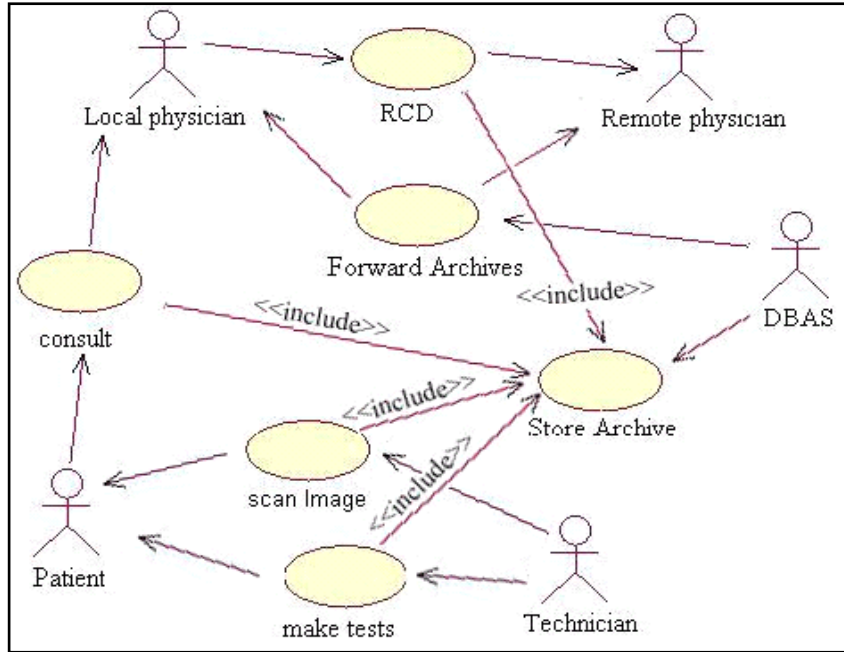 Local physician
RCD
Remote physician
Forward Archives
DBAS
<<include>>
consult
<<include>>
<<include>>
Store Archive
scan Image
<<include>>
Patient
make tests
Technician